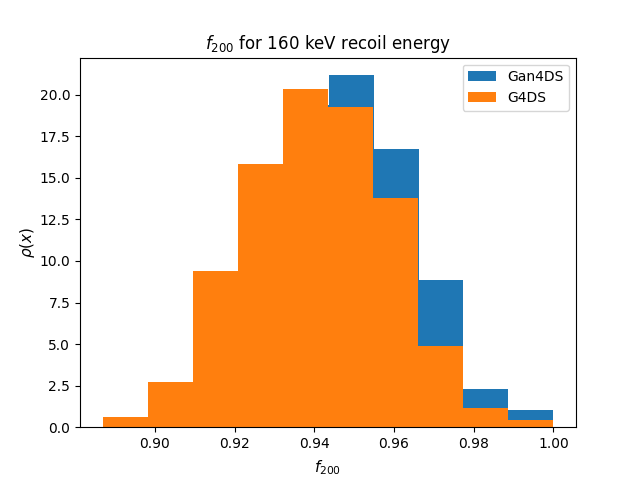 f₂₀₀ for 160 keV recoil energy
Gan4DS
G4DS
ρ(x)
20.0
17.5
15.0
12.5
10.0
7.5
5.0
2.5
0.0
0.90 0.92 0.94 0.96 0.98 1.00
f₂₀₀